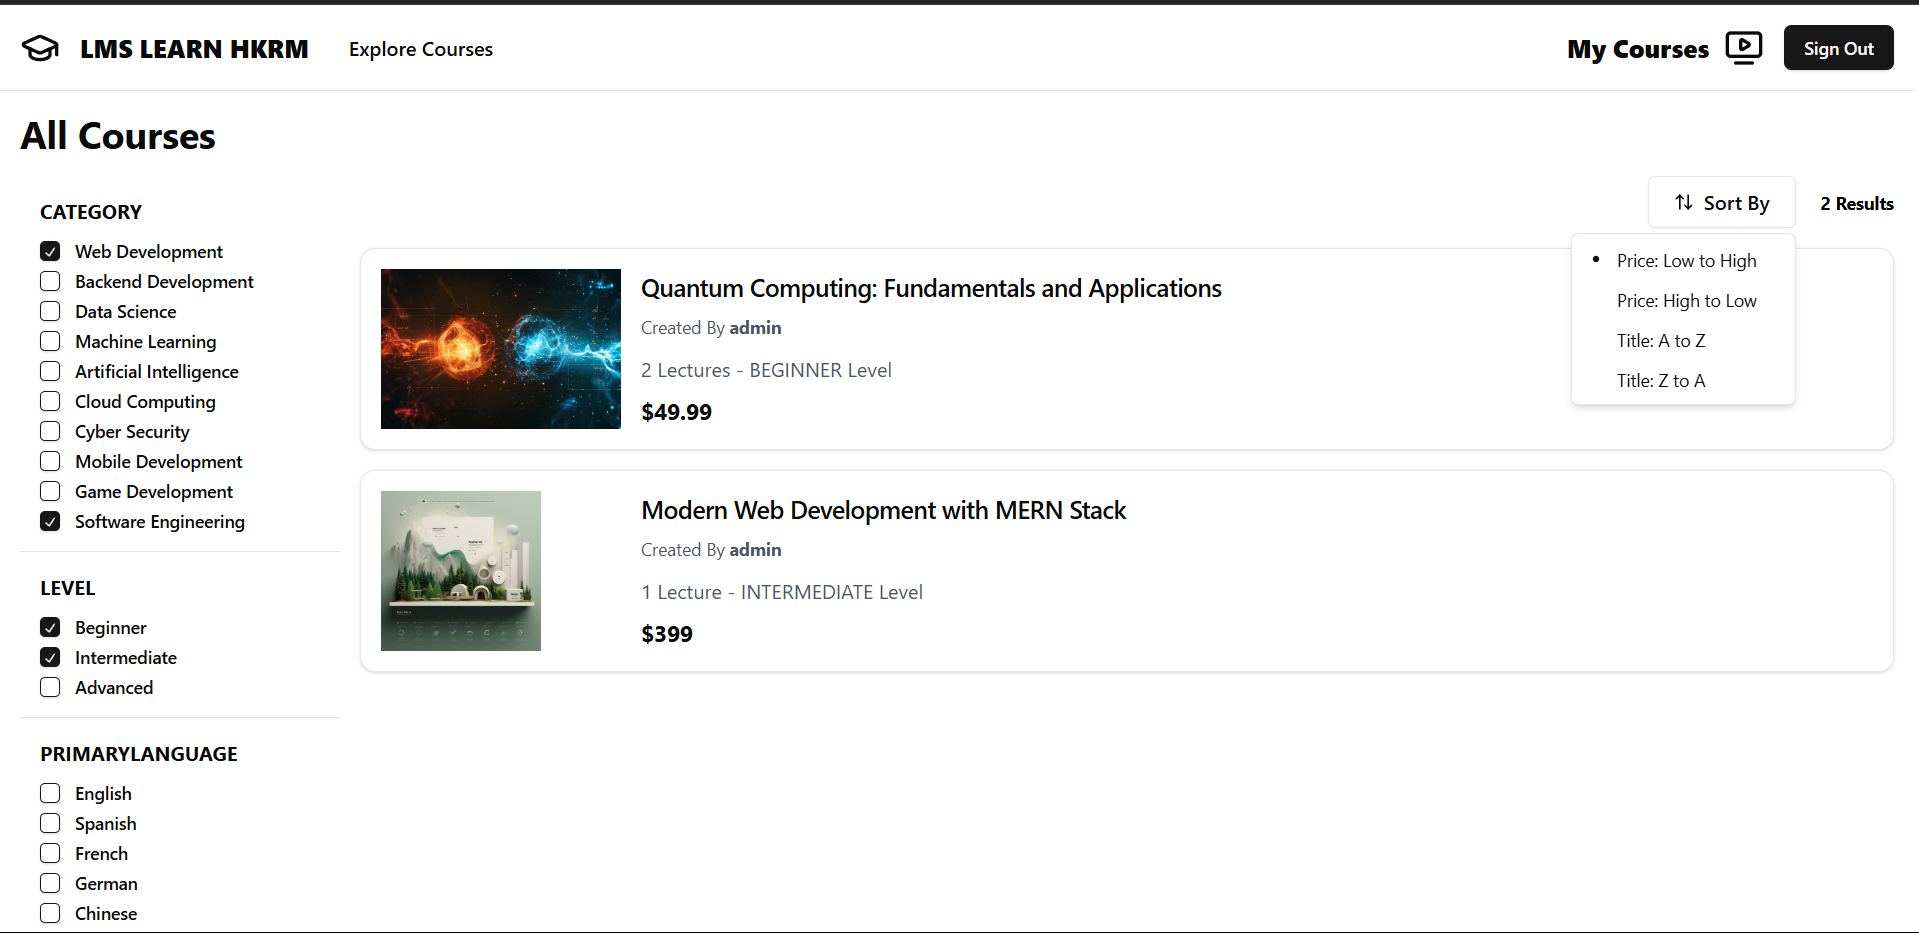 LMS LEARN HKRM
Explore Courses
My Courses
Sign Out
All Courses
CATEGORY
Web Development
Backend Development
Data Science
Machine Learning
Artificial Intelligence
Cloud Computing
Cyber Security
Mobile Development
Game Development
Software Engineering
LEVEL
Beginner
Intermediate
Advanced
PRIMARYLANGUAGE
English
Spanish
French
German
Chinese
Sort By
2 Results
Price: Low to High
Price: High to Low
Title: A to Z
Title: Z to A
Quantum Computing: Fundamentals and Applications
Created By admin
2 Lectures - BEGINNER Level
$49.99
Modern Web Development with MERN Stack
Created By admin
1 Lecture - INTERMEDIATE Level
$399